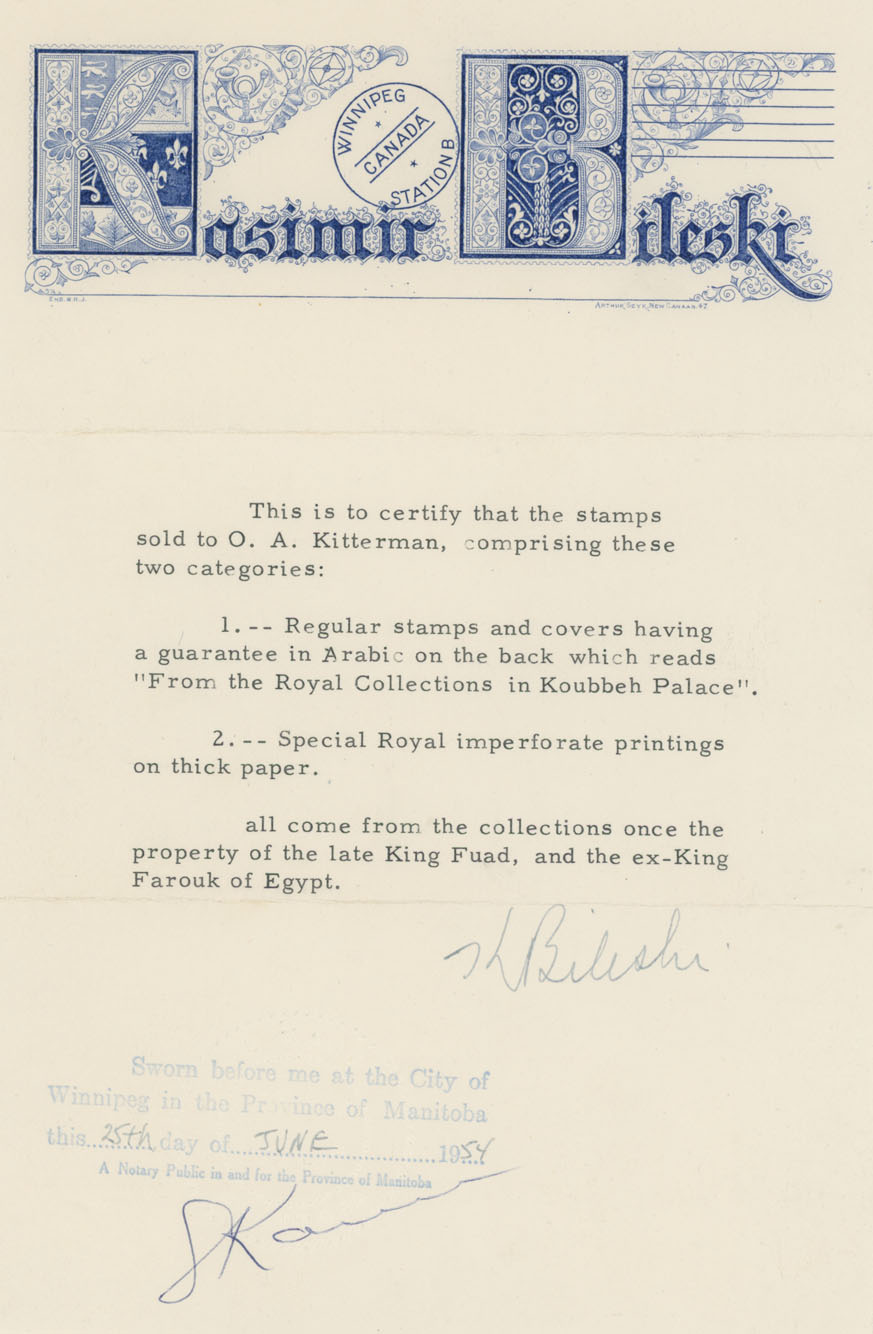 Kasimir Bileski
WINNIPEG
CANADA
STATION B
ENG. W.H.J.
ARTHUR SZYK, NEW CANAAN. 47
This is to certify that the stamps
sold to O. A. Kitterman, comprising these
two categories:
1.-- Regular stamps and covers having
a guarantee in Arabic on the back which reads
"From the Royal Collections in Koubbeh Palace".
2.-- Special Royal imperforate printings
on thick paper.
all come from the collections once the
property of the late King Fuad, and the ex-King
Farouk of Egypt.
K Bileski
Sworn before me at the City of
Winnipeg in the Province of Manitoba
this...25th day of....JUNE....................1954
A Notary Public in and for the Province of Manitoba